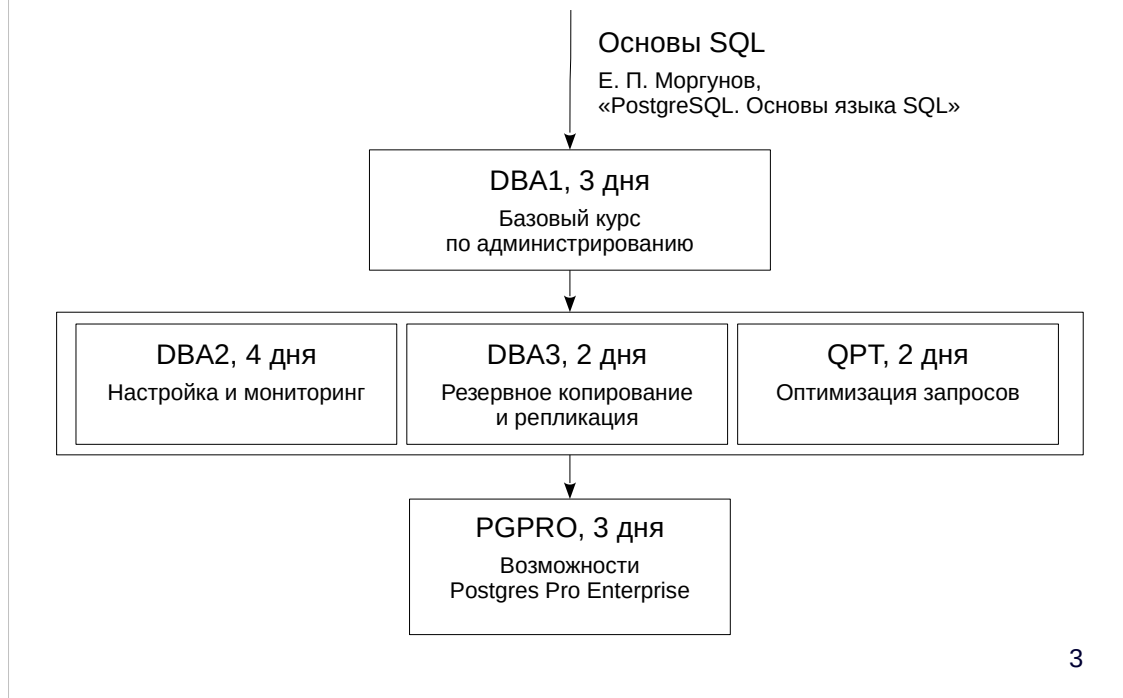 Основы SQL
Е. П. Моргунов,
«PostgreSQL. Основы языка SQL»
DBA1, 3 дня
Базовый курс
по администрированию
DBA2, 4 дня
Настройка и мониторинг
DBA3, 2 дня
Резервное копирование
и репликация
QPT, 2 дня
Оптимизация запросов
PGPRO, 3 дня
Возможности
Postgres Pro Enterprise
3